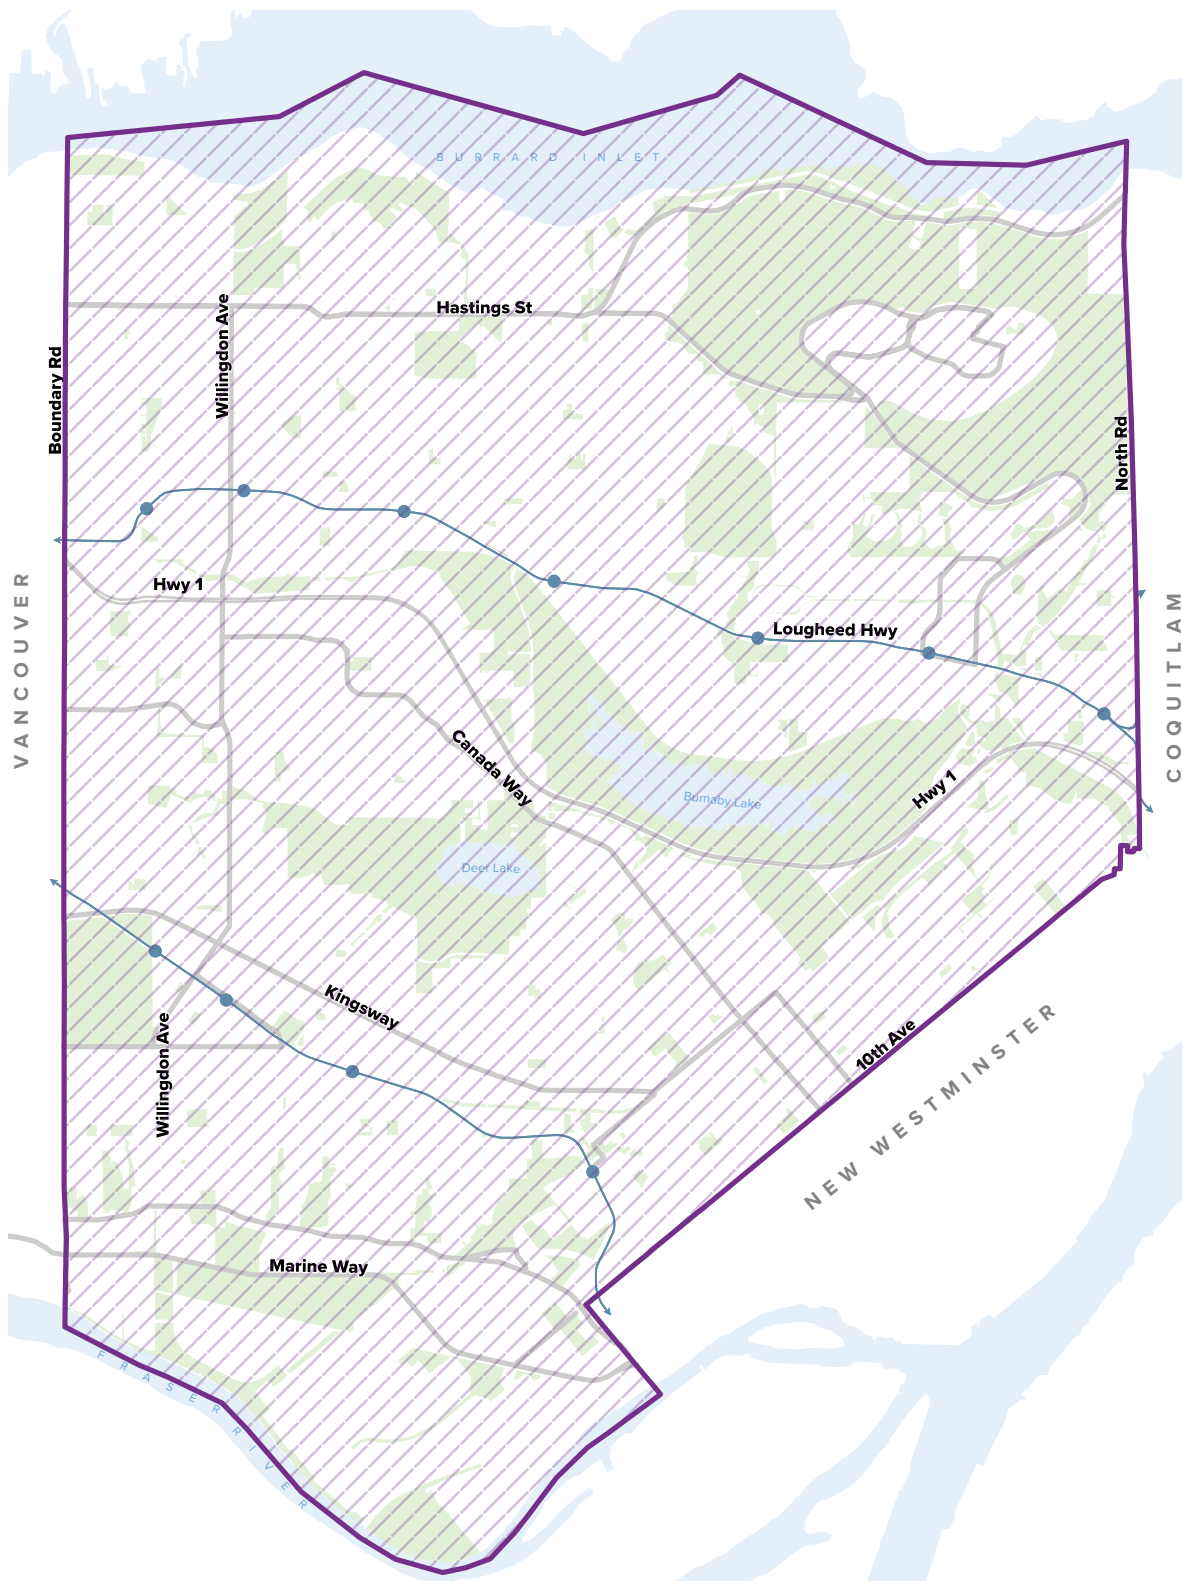 BURRARD INLET
Hastings St
Willingdon Ave
Boundary Rd
North Rd
Hwy 1
VANCOUVER
Lougheed Hwy
COQUITLAM
Canada Way
Hwy 1
Burnaby Lake
Deer Lake
Kingsway
Willingdon Ave
10th Ave
NEW WESTMINSTER
Marine Way
FRASER RIVER